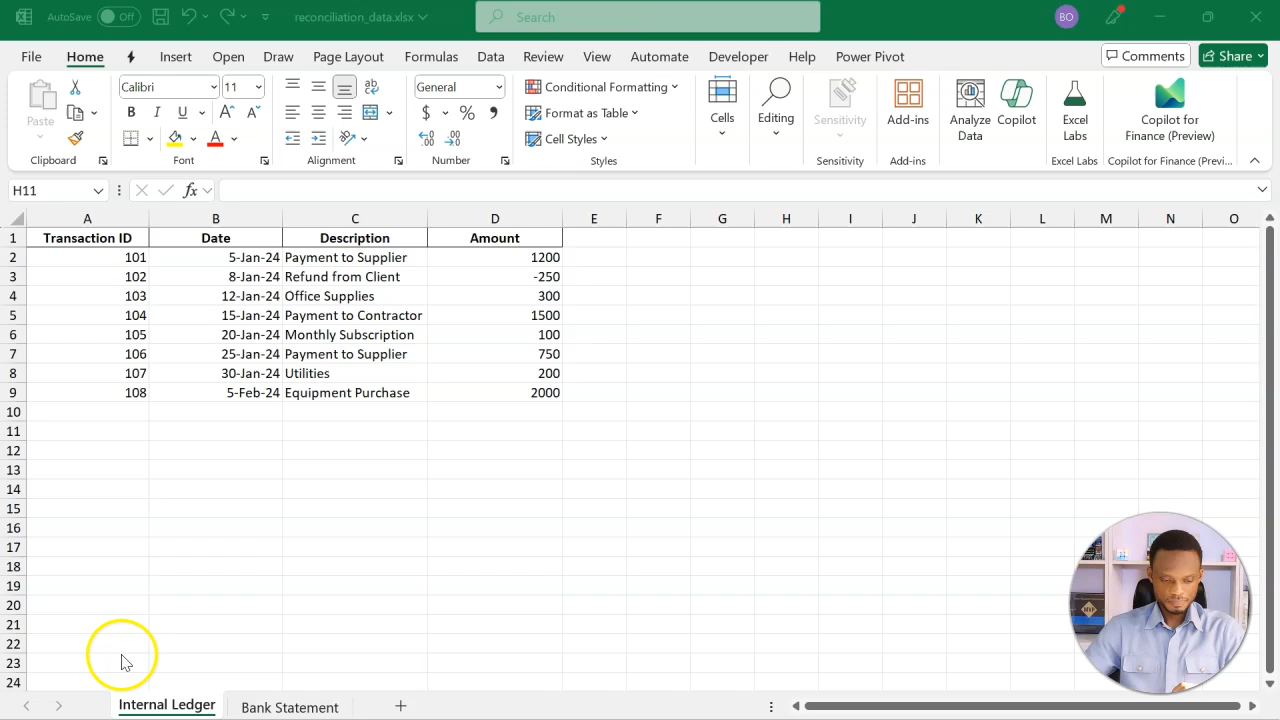 AutoSave Off reconciliation_data.xlsx Search BO
File Home Insert Open Draw Page Layout Formulas Data Review View Automate Developer Help Power Pivot Comments Share
Paste Calibri 11 General $ % Conditional Formatting Format as Table Cell Styles Cells Editing Sensitivity Add-ins Analyze Data Copilot Excel Labs Copilot for Finance (Preview)
B I U A
Clipboard Font Alignment Number Styles Sensitivity Add-ins Excel Labs Copilot for Finance (Previ...
H11 fx
A B C D E F G H I J K L M N O
1 Transaction ID Date Description Amount
2 101 5-Jan-24 Payment to Supplier 1200
3 102 8-Jan-24 Refund from Client -250
4 103 12-Jan-24 Office Supplies 300
5 104 15-Jan-24 Payment to Contractor 1500
6 105 20-Jan-24 Monthly Subscription 100
7 106 25-Jan-24 Payment to Supplier 750
8 107 30-Jan-24 Utilities 200
9 108 5-Feb-24 Equipment Purchase 2000
10
11
12
13
14
15
16
17
18
19
20
21
22
23
24
Internal Ledger Bank Statement